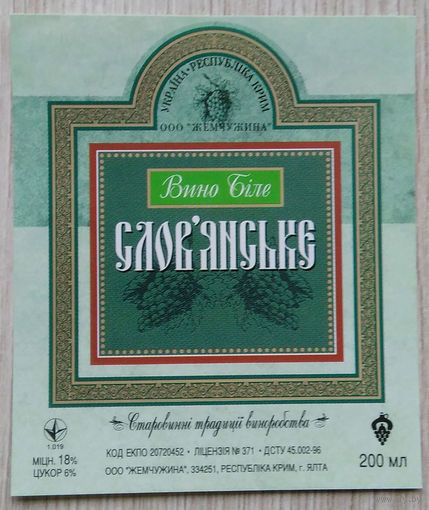 УКРАЇНА • РЕСПУБЛІКА КРИМ
ООО "ЖЕМЧУЖИНА"
Вино Біле
СЛОВ'ЯНСЬКЕ
Старовинні традиції виноробства
1.019
МІЦН. 18%
ЦУКОР 6%
КОД ЕКПО 20720452 • ЛІЦЕНЗІЯ № 371 • ДСТУ 45.002-96
ООО "ЖЕМЧУЖИНА", 334251, РЕСПУБЛІКА КРИМ, г. ЯЛТА
200 мл